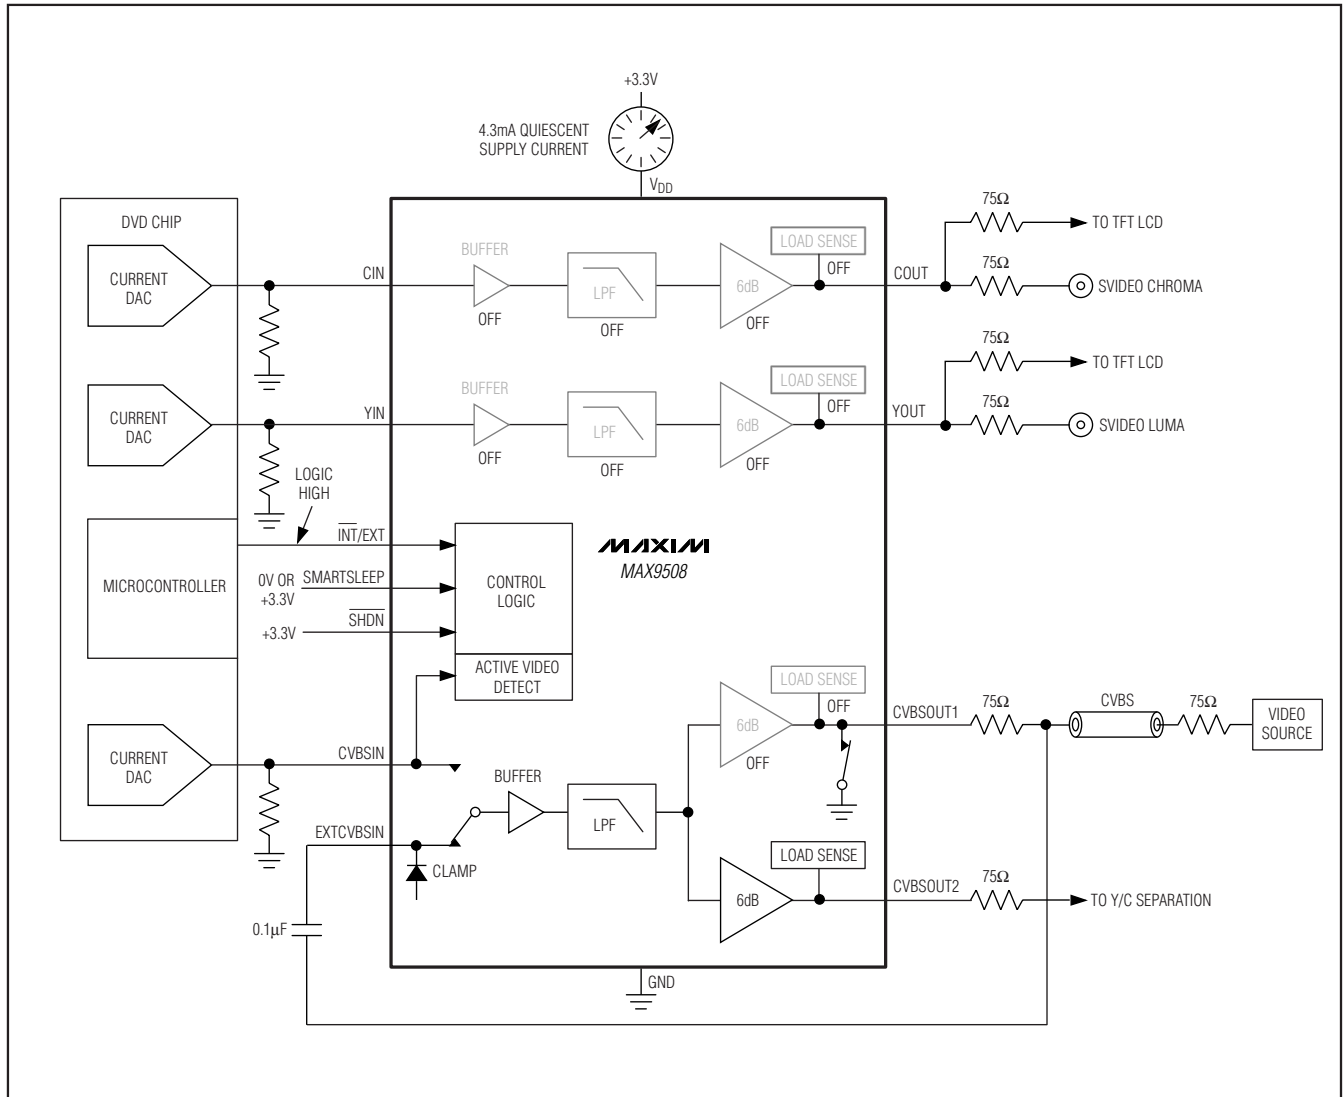 +3.3V
4.3mA QUIESCENT
SUPPLY CURRENT
VDD
DVD CHIP
CURRENT
DAC
CIN
BUFFER
OFF
LPF
OFF
6dB
OFF
LOAD SENSE
OFF
COUT
75Ω
TO TFT LCD
75Ω
SVIDEO CHROMA
CURRENT
DAC
YIN
BUFFER
OFF
LPF
OFF
6dB
OFF
LOAD SENSE
OFF
YOUT
75Ω
TO TFT LCD
75Ω
SVIDEO LUMA
LOGIC
HIGH
MICROCONTROLLER
I̅N̅T̅/EXT
0V OR
+3.3V
SMARTSLEEP
+3.3V
S̅H̅D̅N̅
CONTROL
LOGIC
ACTIVE VIDEO
DETECT
MAXIM
MAX9508
CURRENT
DAC
CVBSIN
EXTCVBSIN
CLAMP
0.1µF
BUFFER
LPF
6dB
OFF
LOAD SENSE
OFF
CVBSOUT1
75Ω
CVBS
75Ω
VIDEO
SOURCE
6dB
LOAD SENSE
CVBSOUT2
75Ω
TO Y/C SEPARATION
GND